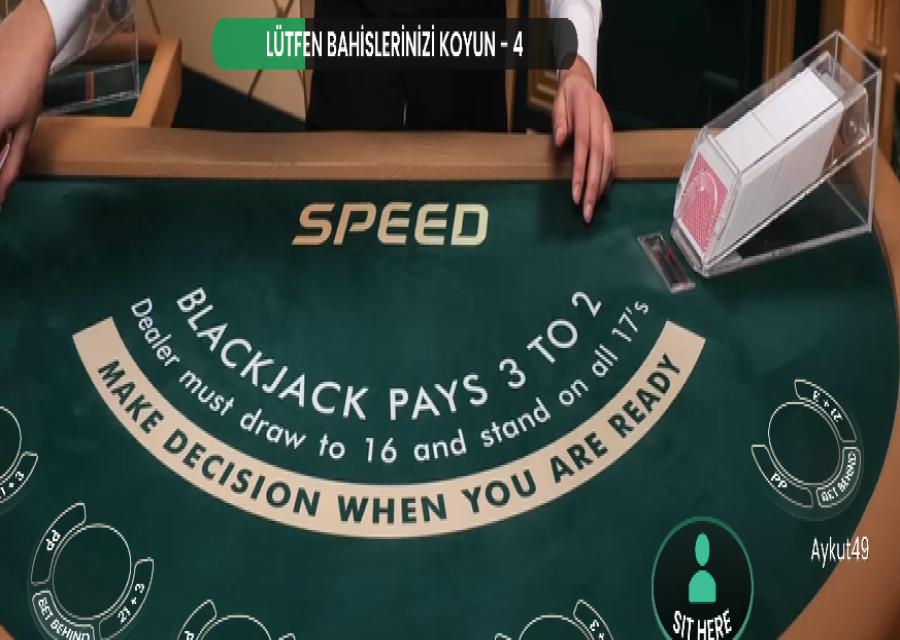 LÜTFEN BAHİSLERİNİZİ KOYUN – 4
SPEED
BLACKJACK PAYS 3 TO 2
Dealer must draw to 16 and stand on all 17's
MAKE DECISION WHEN YOU ARE READY
21 + 3
PP
BET BEHIND
Aykut49
PP
21 + 3
BET BEHIND
SIT HERE